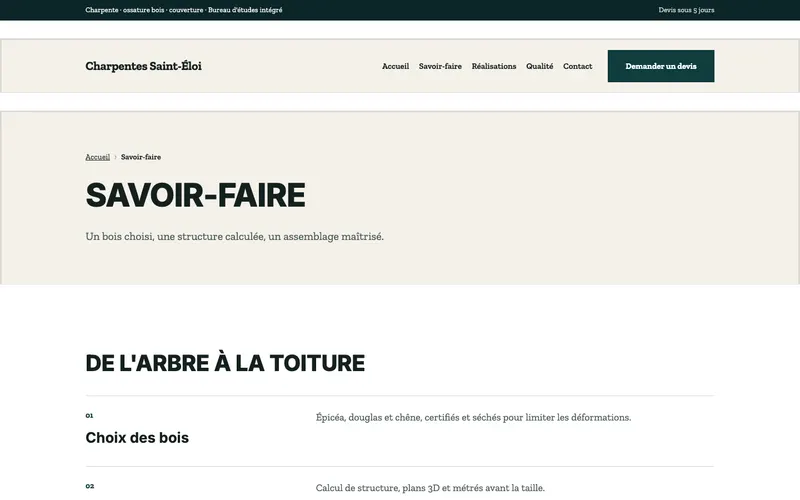 Charpente · ossature bois · couverture · Bureau d'études intégré
Devis sous 5 jours
Charpentes Saint-Éloi
Accueil Savoir-faire Réalisations Qualité Contact Demander un devis
Accueil › Savoir-faire
SAVOIR-FAIRE
Un bois choisi, une structure calculée, un assemblage maîtrisé.
DE L'ARBRE À LA TOITURE
01
Choix des bois
Épicéa, douglas et chêne, certifiés et séchés pour limiter les déformations.
02
Calcul de structure, plans 3D et métrés avant la taille.